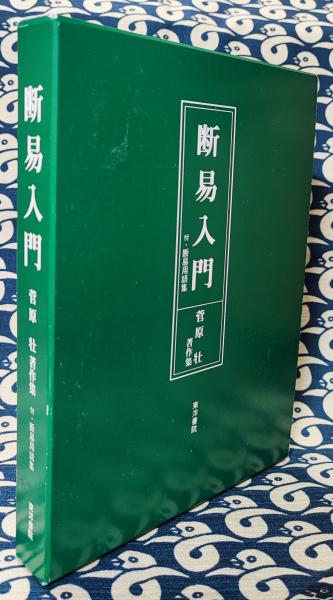 断易入門
付・断易用語集
菅原壮
著作集
東洋書院
断易入門
菅原壮著作集
付・断易用語集
東洋書院